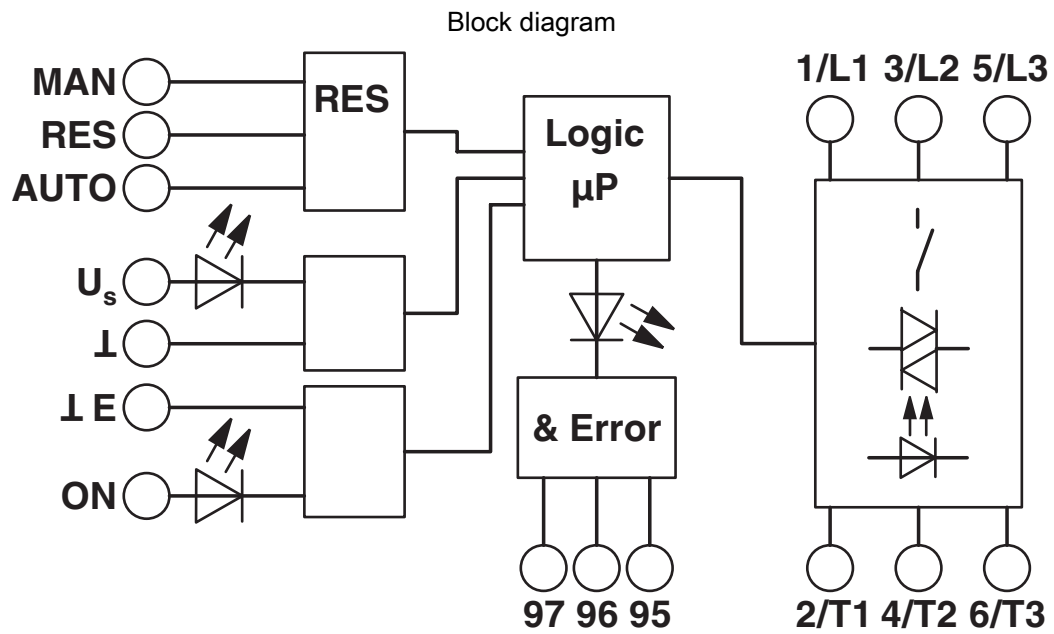 Block diagram
MAN
RES
AUTO
RES
Us
⊥
⊥ E
ON
Logic
µP
& Error
97 96 95
1/L1 3/L2 5/L3
2/T1 4/T2 6/T3